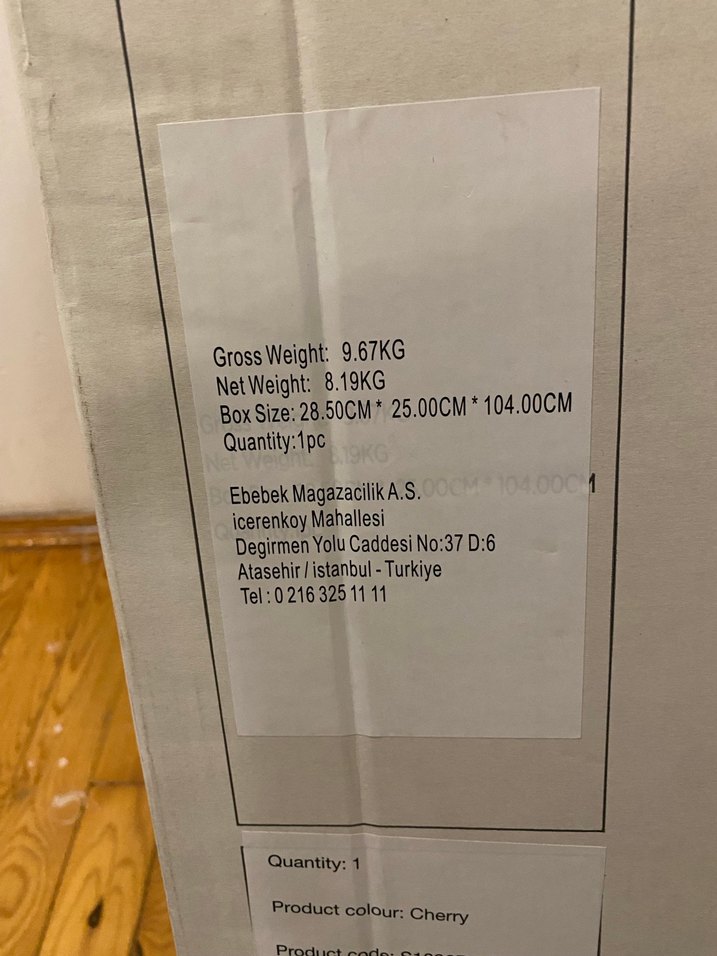 Gross Weight: 9.67KG
Net Weight: 8.19KG
Box Size: 28.50CM * 25.00CM * 104.00CM
Quantity:1pc
Ebebek Magazacilik A.S.
icerenkoy Mahallesi
Degirmen Yolu Caddesi No:37 D:6
Atasehir / istanbul - Turkiye
Tel : 0 216 325 11 11
Quantity: 1
Product colour: Cherry
Product code: